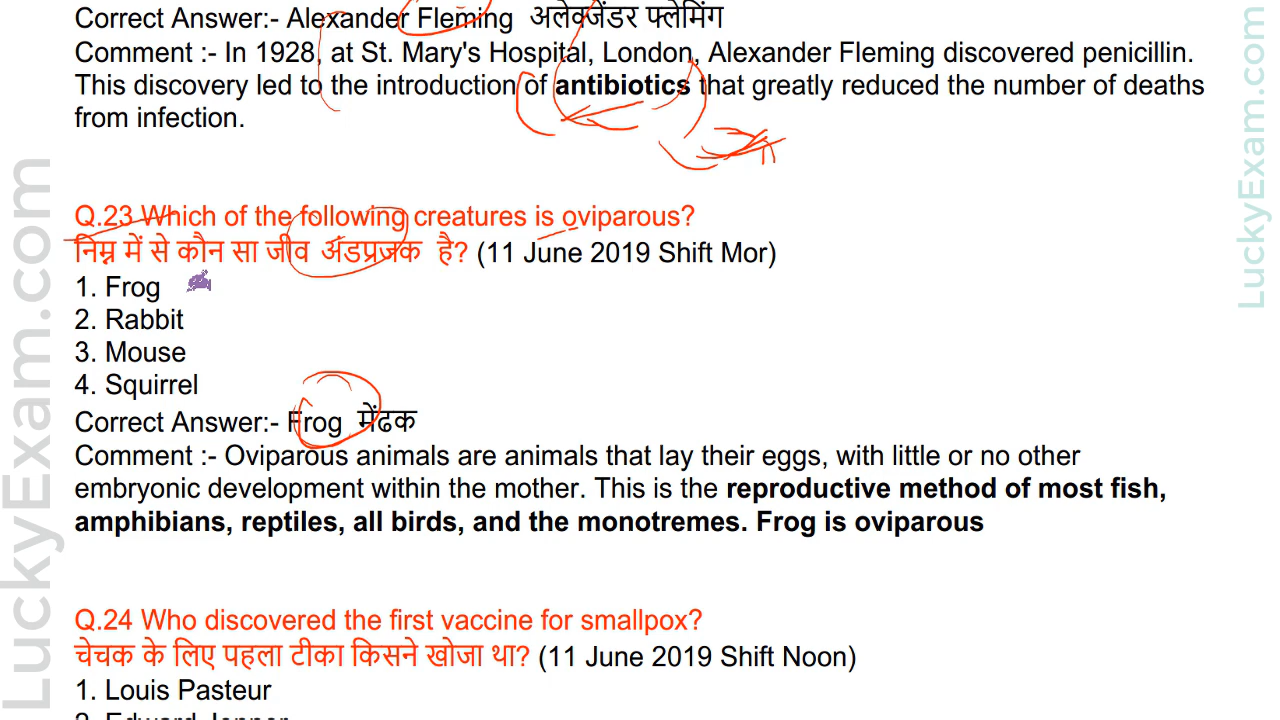 Correct Answer:- Alexander Fleming अलेक्जेंडर फ्लेमिंग
Comment :- In 1928, at St. Mary's Hospital, London, Alexander Fleming discovered penicillin.
This discovery led to the introduction of antibiotics that greatly reduced the number of deaths
from infection.
Q.23 Which of the following creatures is oviparous?
निम्न में से कौन सा जीव अंडप्रजक है? (11 June 2019 Shift Mor)
1. Frog
2. Rabbit
3. Mouse
4. Squirrel
Correct Answer:- Frog मेंढक
Comment :- Oviparous animals are animals that lay their eggs, with little or no other
embryonic development within the mother. This is the reproductive method of most fish,
amphibians, reptiles, all birds, and the monotremes. Frog is oviparous
Q.24 Who discovered the first vaccine for smallpox?
चेचक के लिए पहला टीका किसने खोजा था? (11 June 2019 Shift Noon)
1. Louis Pasteur
2. Edward Jenner
LuckyExam.com
LuckyExam.com